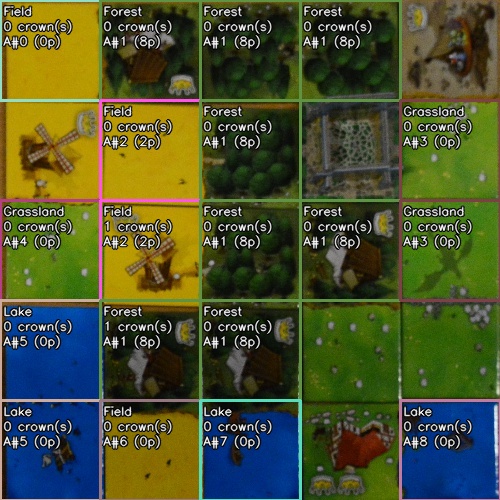 Field
0 crown(s)
A#0 (0p)
Forest
0 crown(s)
A#1 (8p)
Forest
0 crown(s)
A#1 (8p)
Forest
0 crown(s)
A#1 (8p)
Field
0 crown(s)
A#2 (2p)
Forest
0 crown(s)
A#1 (8p)
Grassland
0 crown(s)
A#3 (0p)
Grassland
0 crown(s)
A#4 (0p)
Field
1 crown(s)
A#2 (2p)
Forest
0 crown(s)
A#1 (8p)
Forest
0 crown(s)
A#1 (8p)
Grassland
0 crown(s)
A#3 (0p)
Lake
0 crown(s)
A#5 (0p)
Forest
1 crown(s)
A#1 (8p)
Forest
0 crown(s)
A#1 (8p)
Lake
0 crown(s)
A#5 (0p)
Field
0 crown(s)
A#6 (0p)
Lake
0 crown(s)
A#7 (0p)
Lake
0 crown(s)
A#8 (0p)